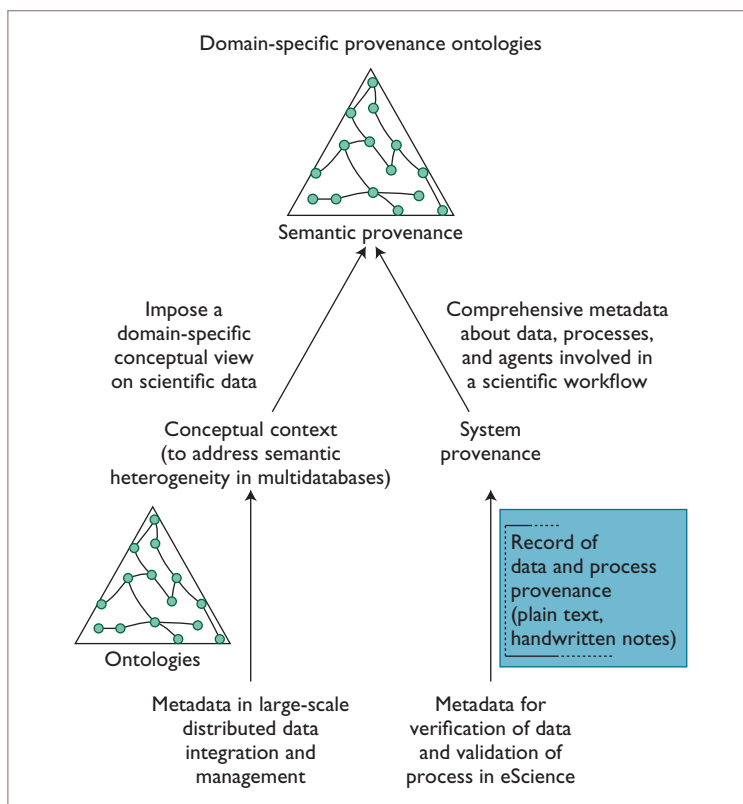 Domain-specific provenance ontologies
Semantic provenance
Impose a
domain-specific
conceptual view
on scientific data
Comprehensive metadata
about data, processes,
and agents involved in
a scientific workflow
Conceptual context
(to address semantic
heterogeneity in multidatabases)
System
provenance
Ontologies
Record of
data and process
provenance
(plain text,
handwritten notes)
Metadata in large-scale
distributed data
integration and
management
Metadata for
verification of data
and validation of
process in eScience